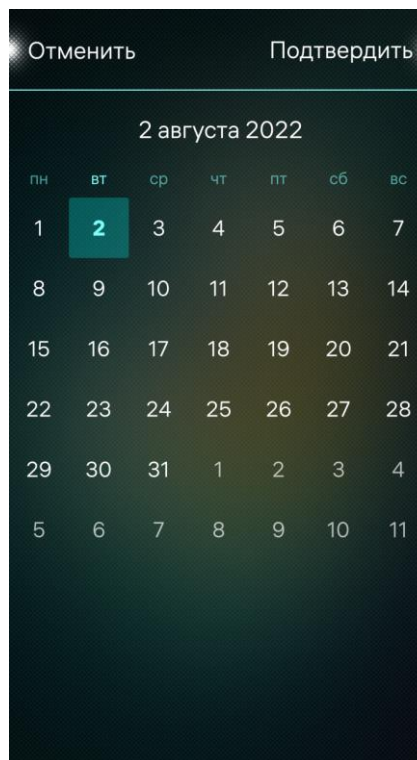 Отменить Подтвердить
2 августа 2022
пн вт ср чт пт сб вс
1 2 3 4 5 6 7
8 9 10 11 12 13 14
15 16 17 18 19 20 21
22 23 24 25 26 27 28
29 30 31 1 2 3 4
5 6 7 8 9 10 11